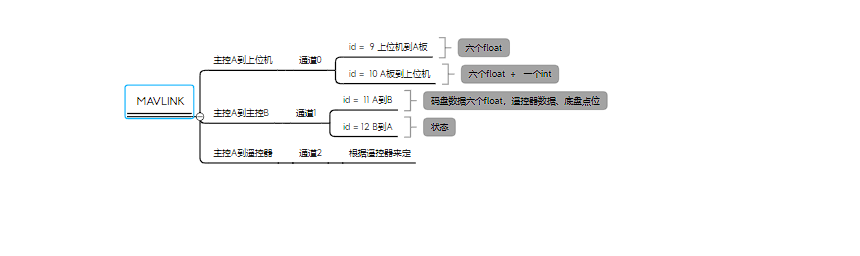 MAVLINK
主控A到上位机
通道0
id = 9 上位机到A板
六个float
id = 10 A板到上位机
六个float + 一个int
主控A到主控B
通道1
id = 11 A到B
码盘数据六个float，遥控器数据、底盘点位
id = 12 B到A
状态
主控A到遥控器
通道2
根据遥控器来定